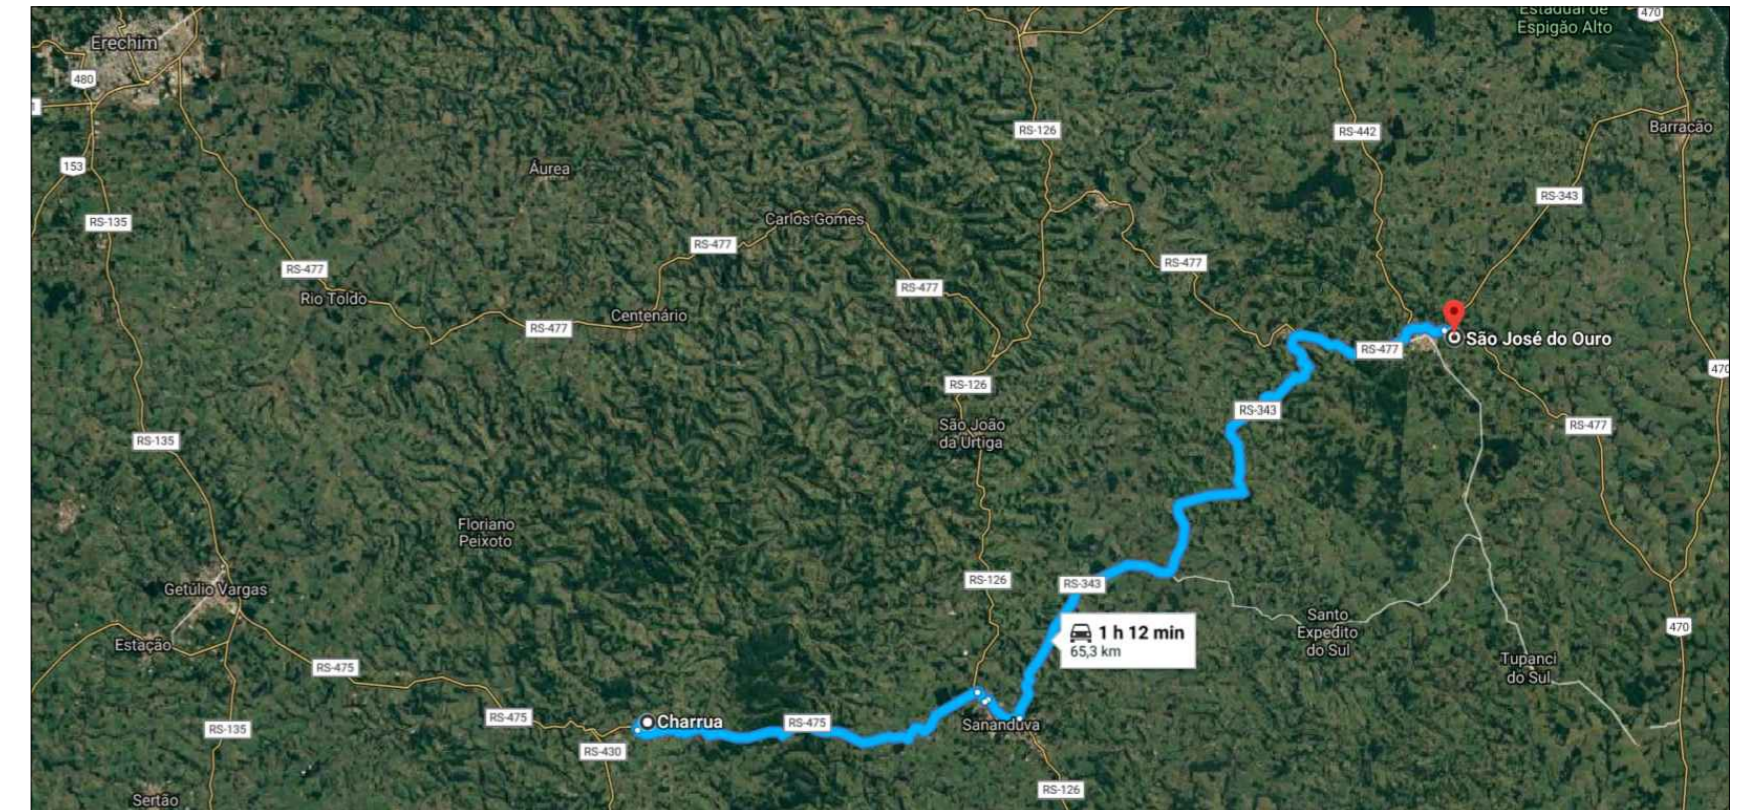 Estadual de
Espigão Alto
470
Erechim
480
Barracão
RS-126
RS-442
153
Áurea
RS-343
RS-135
Carlos Gomes
RS-477
RS-477
RS-477
Rio Toldo
RS-477
Centenário
RS-477
São José do Ouro
RS-477
470
RS-126
RS-343
São João
da Urtiga
RS-477
RS-135
Floriano
Peixoto
RS-126
RS-343
Getúlio Vargas
Santo
Expedito
do Sul
470
1 h 12 min
65,3 km
Estação
RS-475
Tupanci
do Sul
RS-475
Charrua
RS-475
Sananduva
RS-135
RS-430
RS-126
Sertão